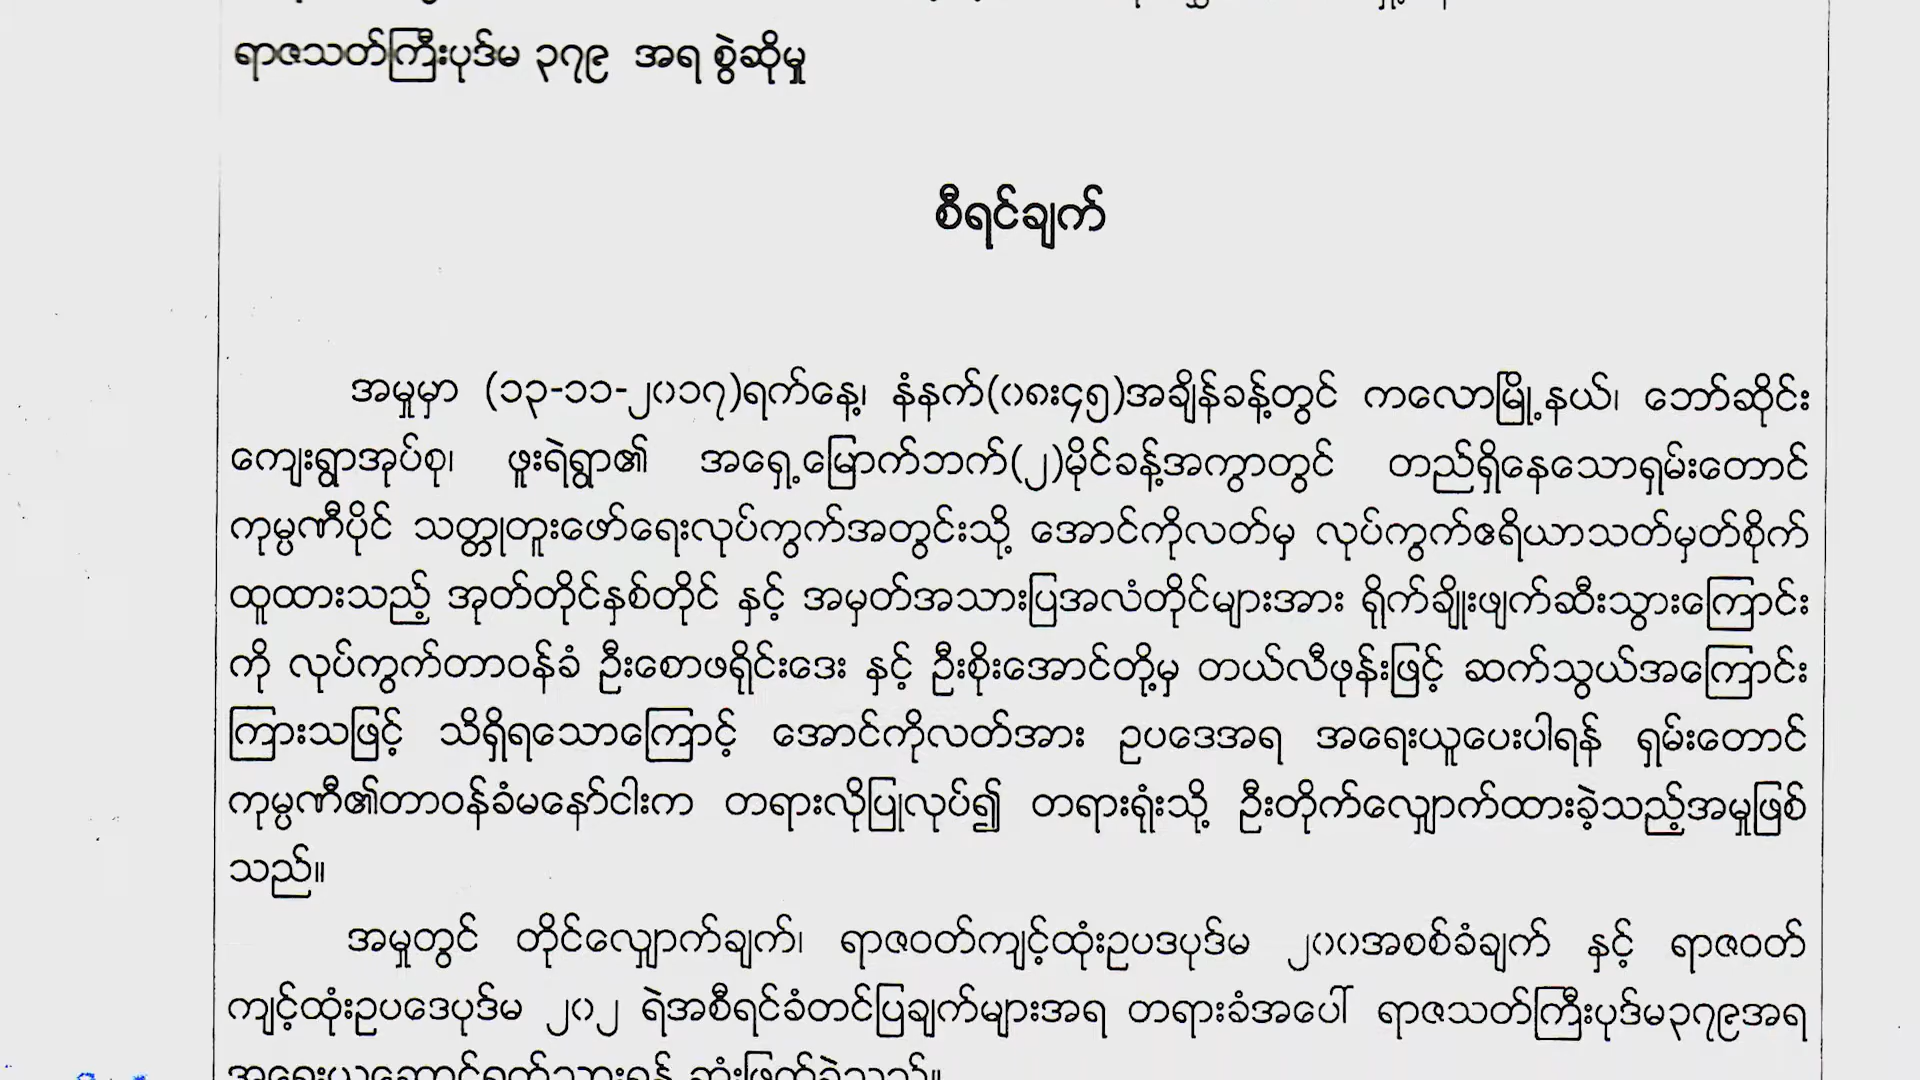 ရာဇသတ်ကြီးပုဒ်မ ၃၇၉ အရ စွဲဆိုမှု
စီရင်ချက်
အမှုမှာ (၁၃-၁၁-၂၀၁၇)ရက်နေ့၊ နံနက်(၀၈း၄၅)အချိန်ခန့်တွင် ကလောမြို့နယ်၊ ဘော်ဆိုင်း
ကျေးရွာအုပ်စု၊ ဖူးရဲရွာ၏ အရှေ့မြောက်ဘက်(၂)မိုင်ခန့်အကွာတွင် တည်ရှိနေသောရှမ်းတောင်
ကုမ္ပဏီပိုင် သတ္တုတူးဖော်ရေးလုပ်ကွက်အတွင်းသို့ အောင်ကိုလတ်မှ လုပ်ကွက်ဧရိယာသတ်မှတ်စိုက်
ထူထားသည့် အုတ်တိုင်နှစ်တိုင် နှင့် အမှတ်အသားပြအလံတိုင်များအား ရိုက်ချိုးဖျက်ဆီးသွားကြောင်း
ကို လုပ်ကွက်တာဝန်ခံ ဦးစောဖရိုင်းဒေး နှင့် ဦးစိုးအောင်တို့မှ တယ်လီဖုန်းဖြင့် ဆက်သွယ်အကြောင်း
ကြားသဖြင့် သိရှိရသောကြောင့် အောင်ကိုလတ်အား ဥပဒေအရ အရေးယူပေးပါရန် ရှမ်းတောင်
ကုမ္ပဏီ၏တာဝန်ခံမနော်ငါးက တရားလိုပြုလုပ်၍ တရားရုံးသို့ ဦးတိုက်လျှောက်ထားခဲ့သည့်အမှုဖြစ်
သည်။
အမှုတွင် တိုင်လျှောက်ချက်၊ ရာဇဝတ်ကျင့်ထုံးဥပဒပုဒ်မ ၂၀၀အစစ်ခံချက် နှင့် ရာဇဝတ်
ကျင့်ထုံးဥပဒေပုဒ်မ ၂၀၂ ရဲအစီရင်ခံတင်ပြချက်များအရ တရားခံအပေါ် ရာဇသတ်ကြီးပုဒ်မ၃၇၉အရ
အရေးယူဆောင်ရွက်သွားရန် ဆုံးဖြတ်ခဲ့သည်။